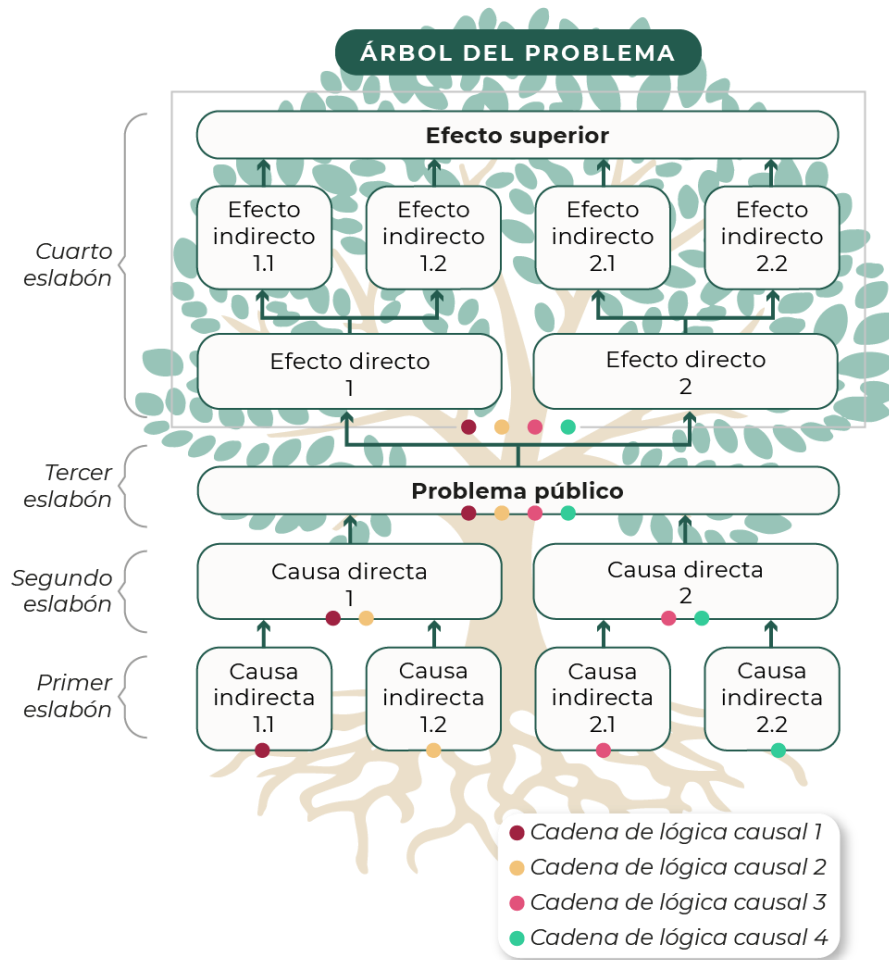 ÁRBOL DEL PROBLEMA
Efecto superior
Cuarto
eslabón
Efecto
indirecto
1.1
Efecto
indirecto
1.2
Efecto
indirecto
2.1
Efecto
indirecto
2.2
Efecto directo
1
Efecto directo
2
Tercer
eslabón
Problema público
Segundo
eslabón
Causa directa
1
Causa directa
2
Primer
eslabón
Causa
indirecta
1.1
Causa
indirecta
1.2
Causa
indirecta
2.1
Causa
indirecta
2.2
Cadena de lógica causal 1
Cadena de lógica causal 2
Cadena de lógica causal 3
Cadena de lógica causal 4